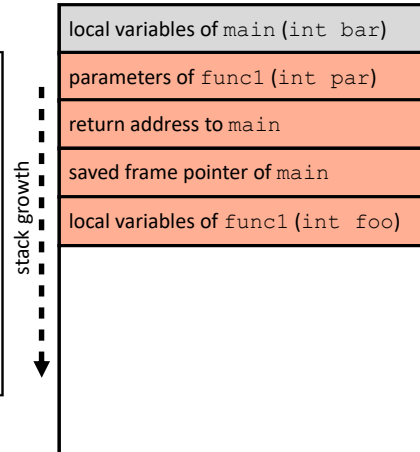 local variables of main (int bar)
parameters of func1 (int par)
return address to main
saved frame pointer of main
local variables of func1 (int foo)
stack growth